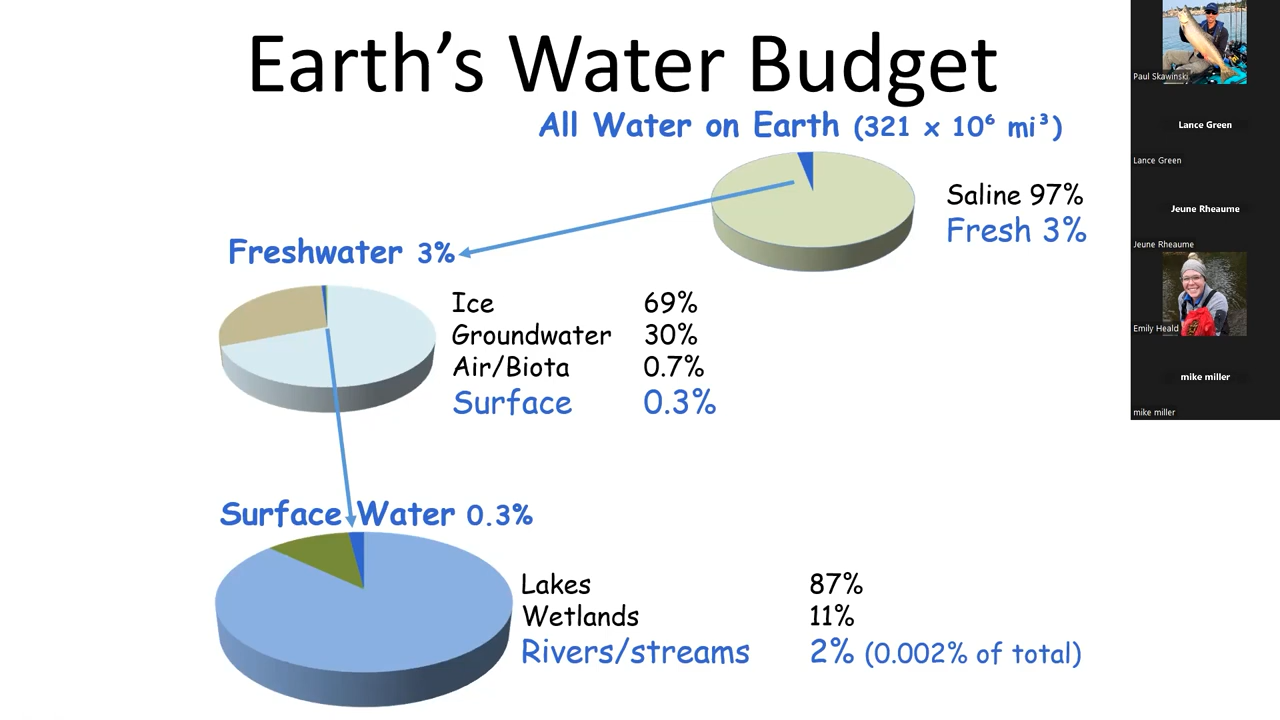 Earth's Water Budget
All Water on Earth (321 x 10⁶ mi³)
Saline 97%
Fresh 3%
Freshwater 3%
Ice 69%
Groundwater 30%
Air/Biota 0.7%
Surface 0.3%
Surface Water 0.3%
Lakes 87%
Wetlands 11%
Rivers/streams 2% (0.002% of total)
Paul Skawinski
Lance Green
Lance Green
Jeune Rheaume
Jeune Rheaume
Emily Heald
mike miller
mike miller